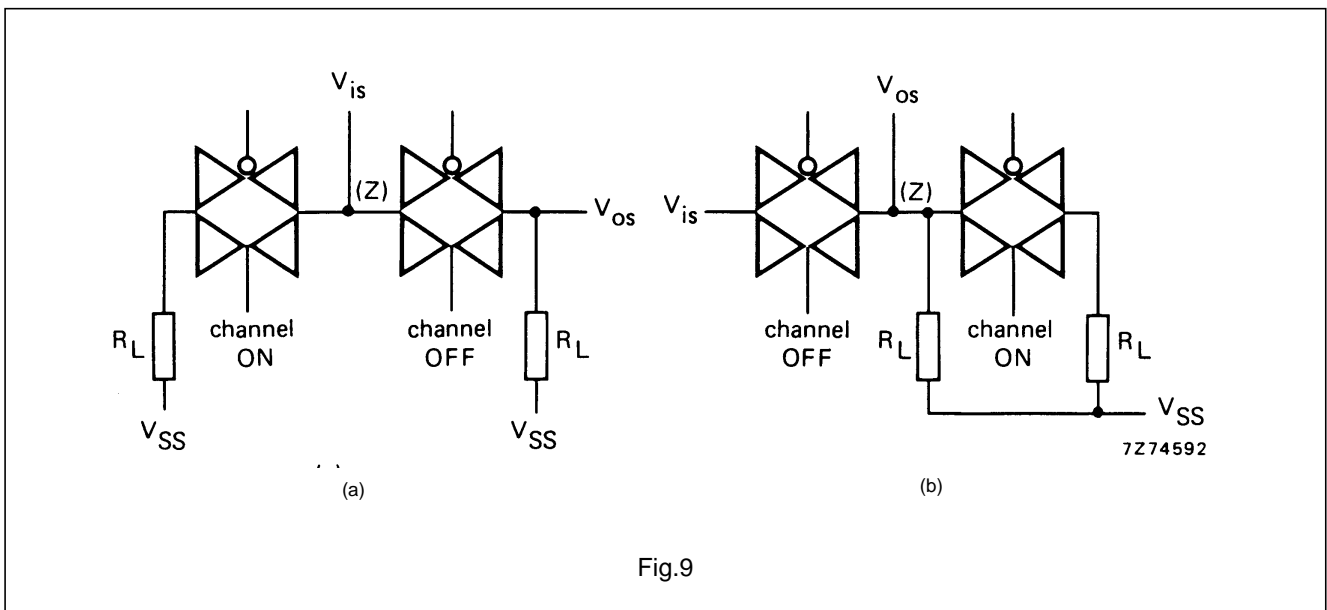 V_is
(Z)
V_os
R_L
channel
ON
channel
OFF
R_L
V_SS
V_SS
(a)
V_os
V_is
(Z)
channel
OFF
R_L
channel
ON
R_L
V_SS
7Z74592
(b)
Fig.9